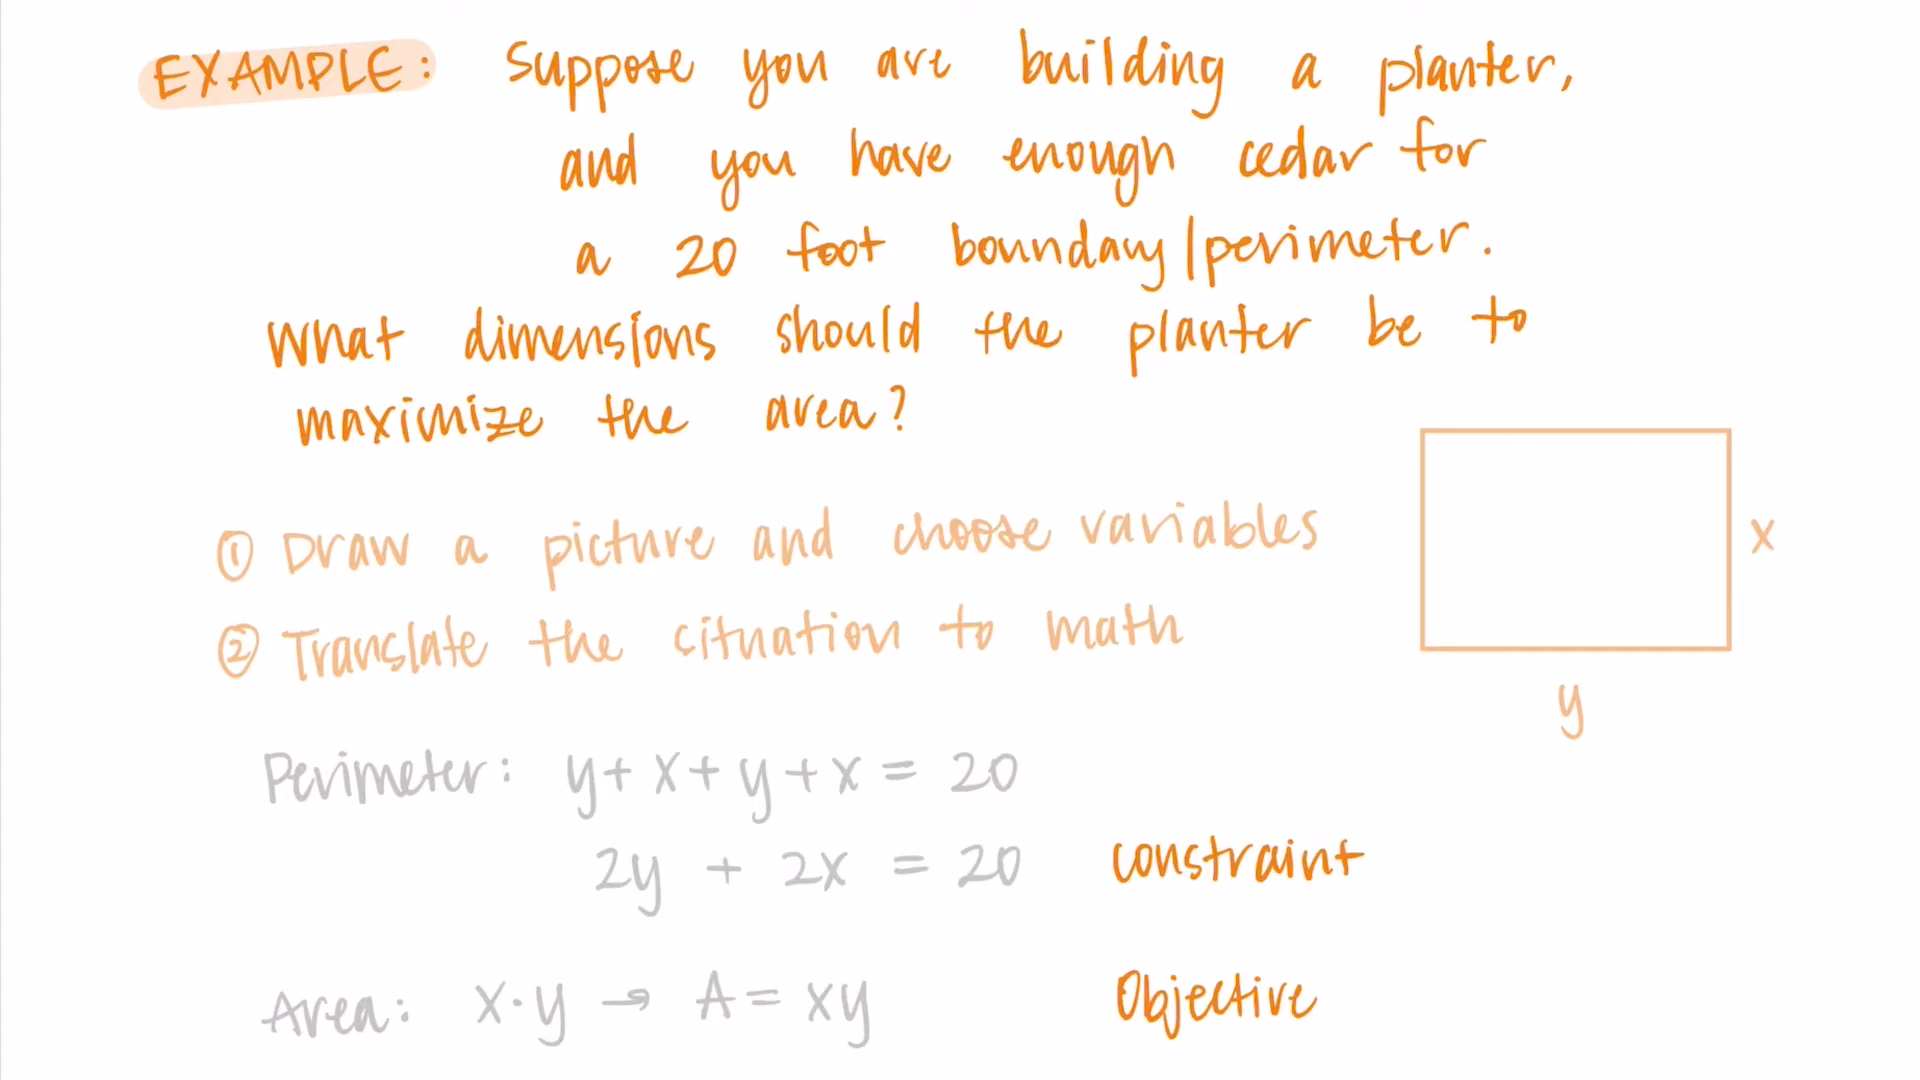 EXAMPLE: Suppose you are building a planter,
and you have enough cedar for
a 20 foot boundary/perimeter.
What dimensions should the planter be to
maximize the area?
① Draw a picture and choose variables
x
② Translate the situation to math
y
Perimeter: y + x + y + x = 20
2y + 2x = 20 constraint
Area: x · y → A = xy Objective